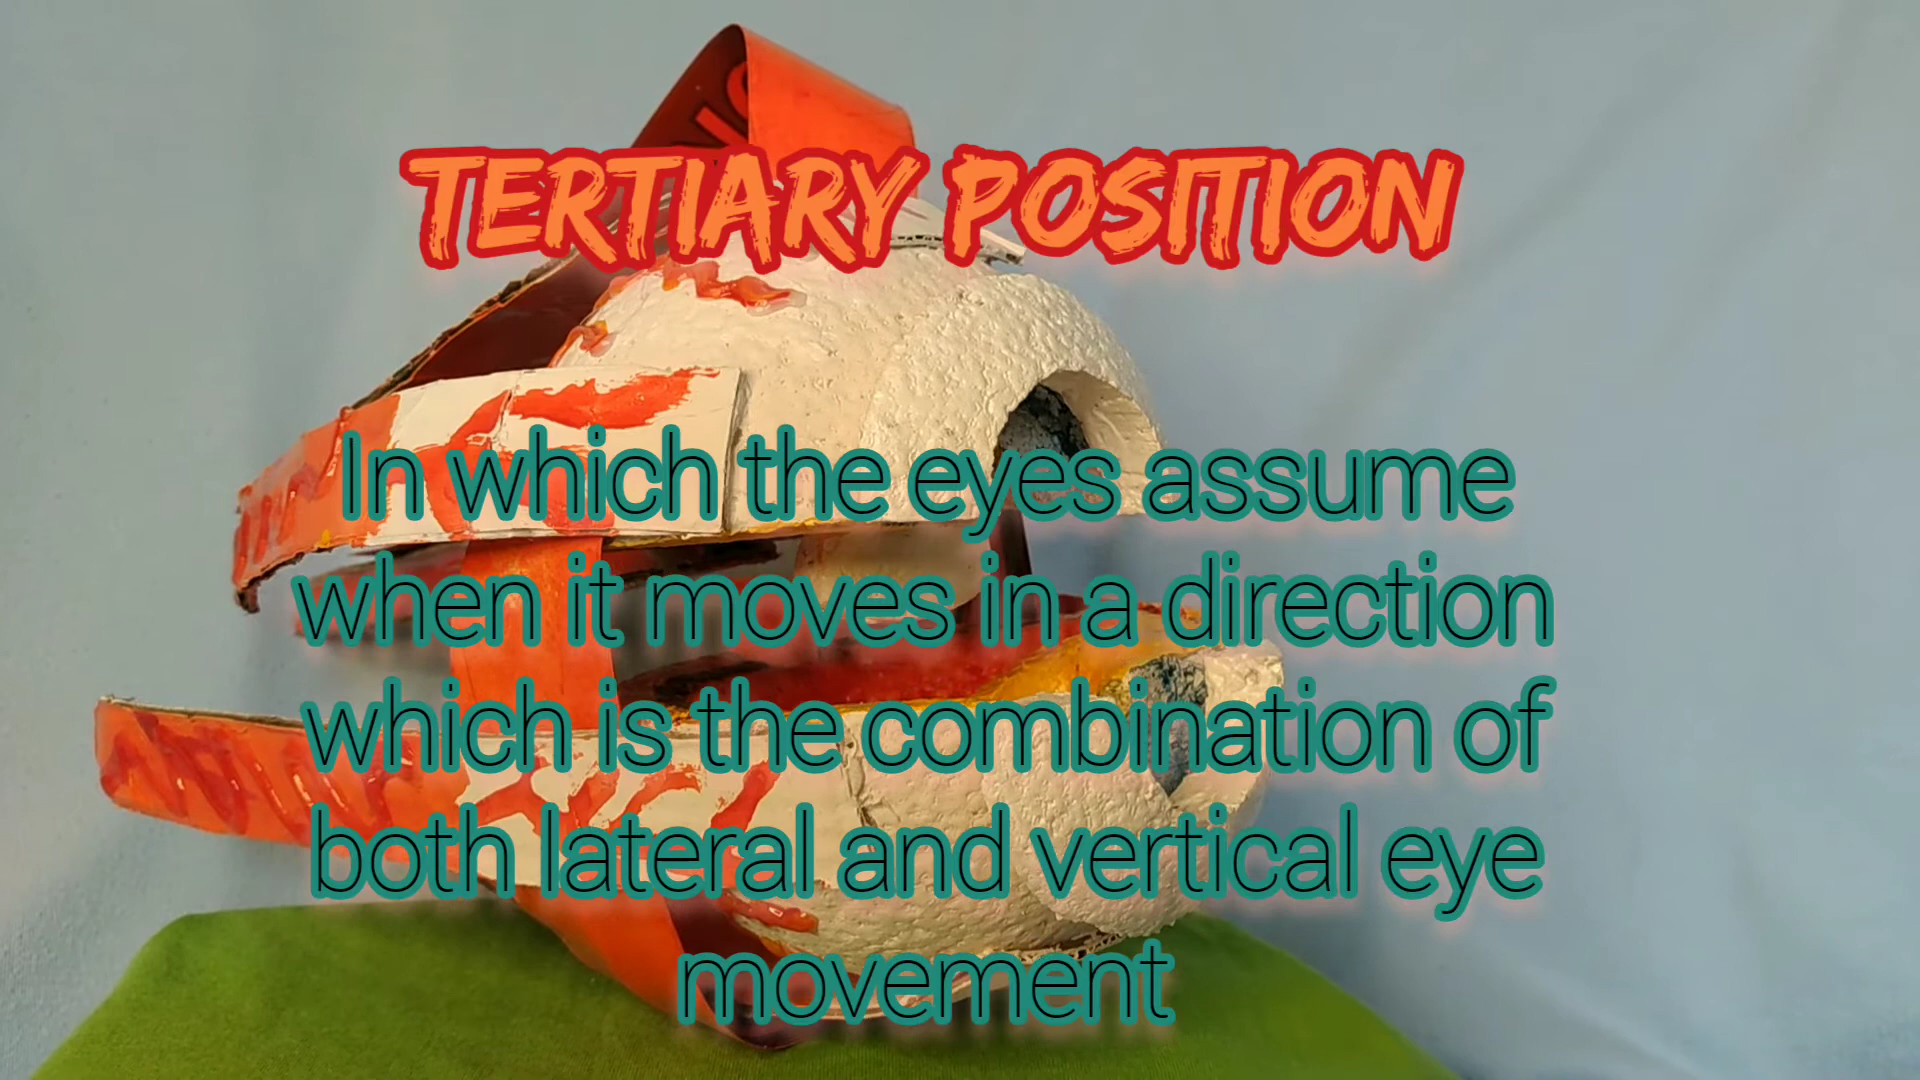 TERTIARY POSITION
In which the eyes assume
when it moves in a direction
which is the combination of
both lateral and vertical eye
movement